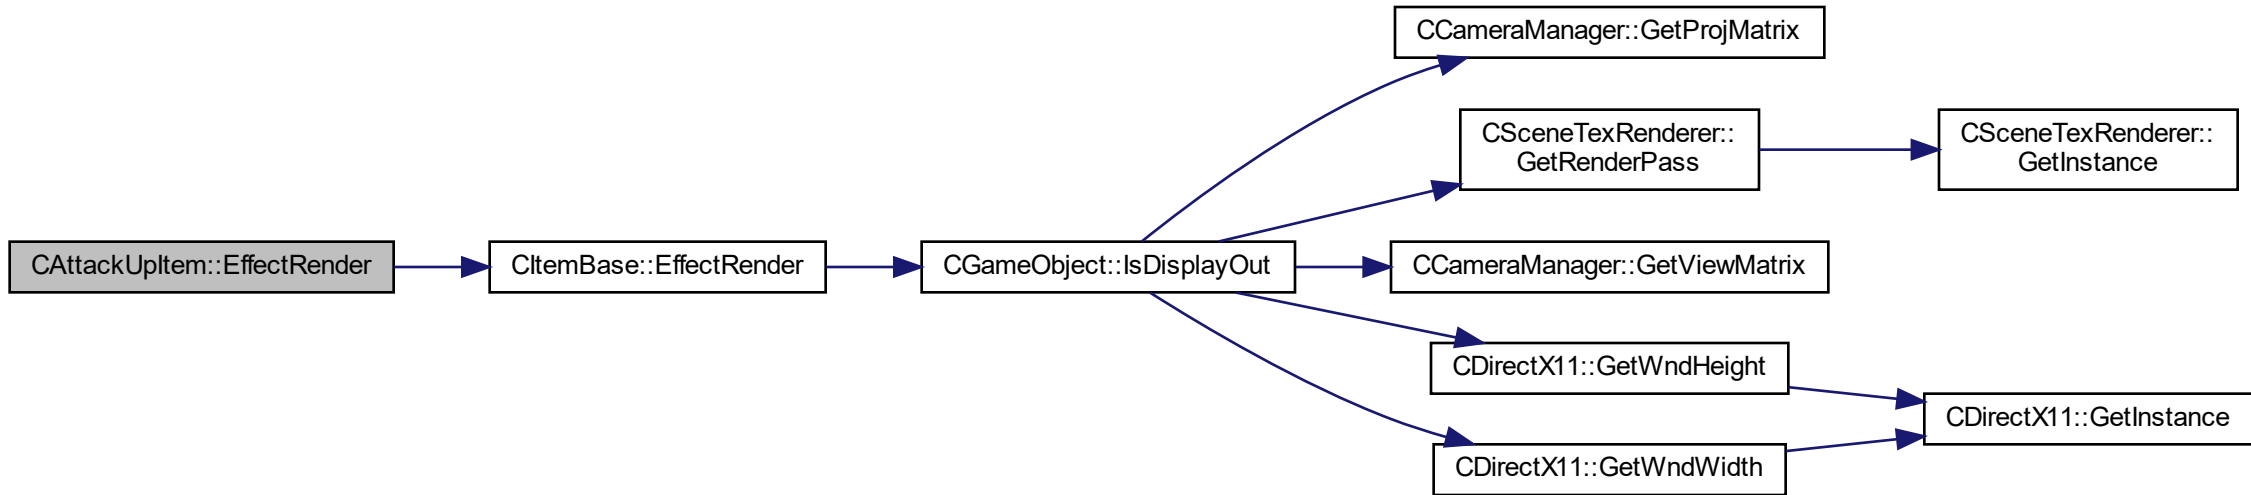 CCameraManager::GetProjMatrix
CSceneTexRenderer::
GetRenderPass
CSceneTexRenderer::
GetInstance
CAttackUpItem::EffectRender
CItemBase::EffectRender
CGameObject::IsDisplayOut
CCameraManager::GetViewMatrix
CDirectX11::GetWndHeight
CDirectX11::GetInstance
CDirectX11::GetWndWidth